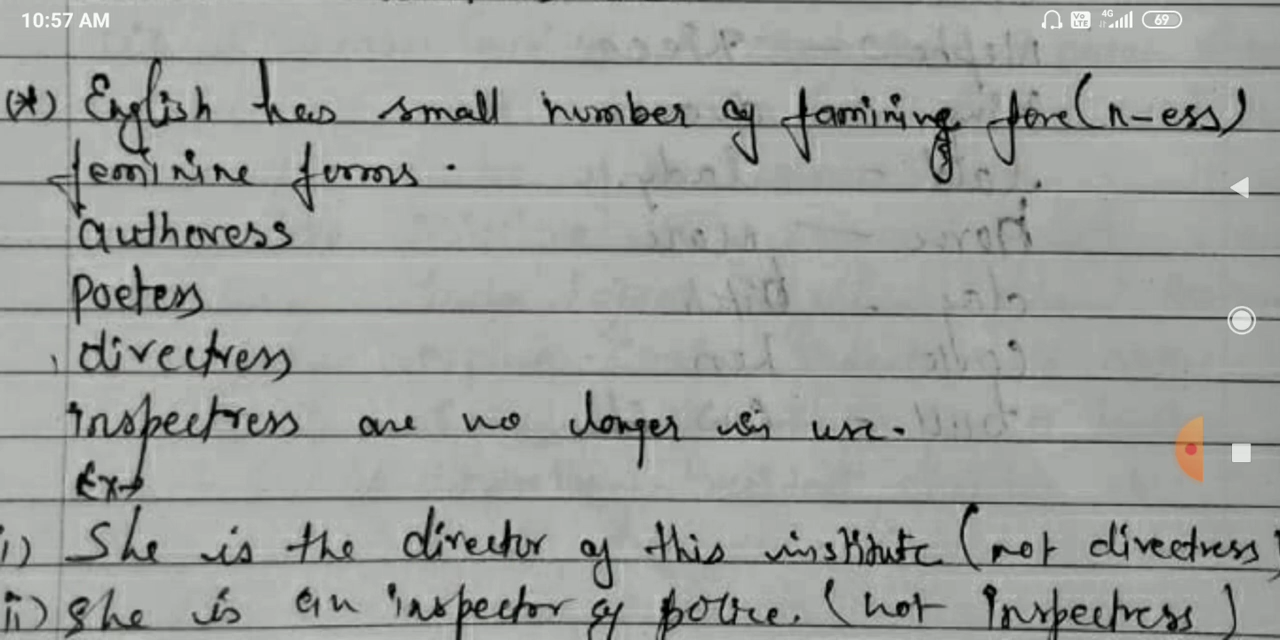 10:57 AM
4G 69
(*) English has small number of famining fore (n-ess)
feminine forms.
authoress
Poetess
directress
inspectress are no longer in use.
Ex→
i) She is the director of this institute (not directress)
ii) She is an inspector of police. (not Inspectress)